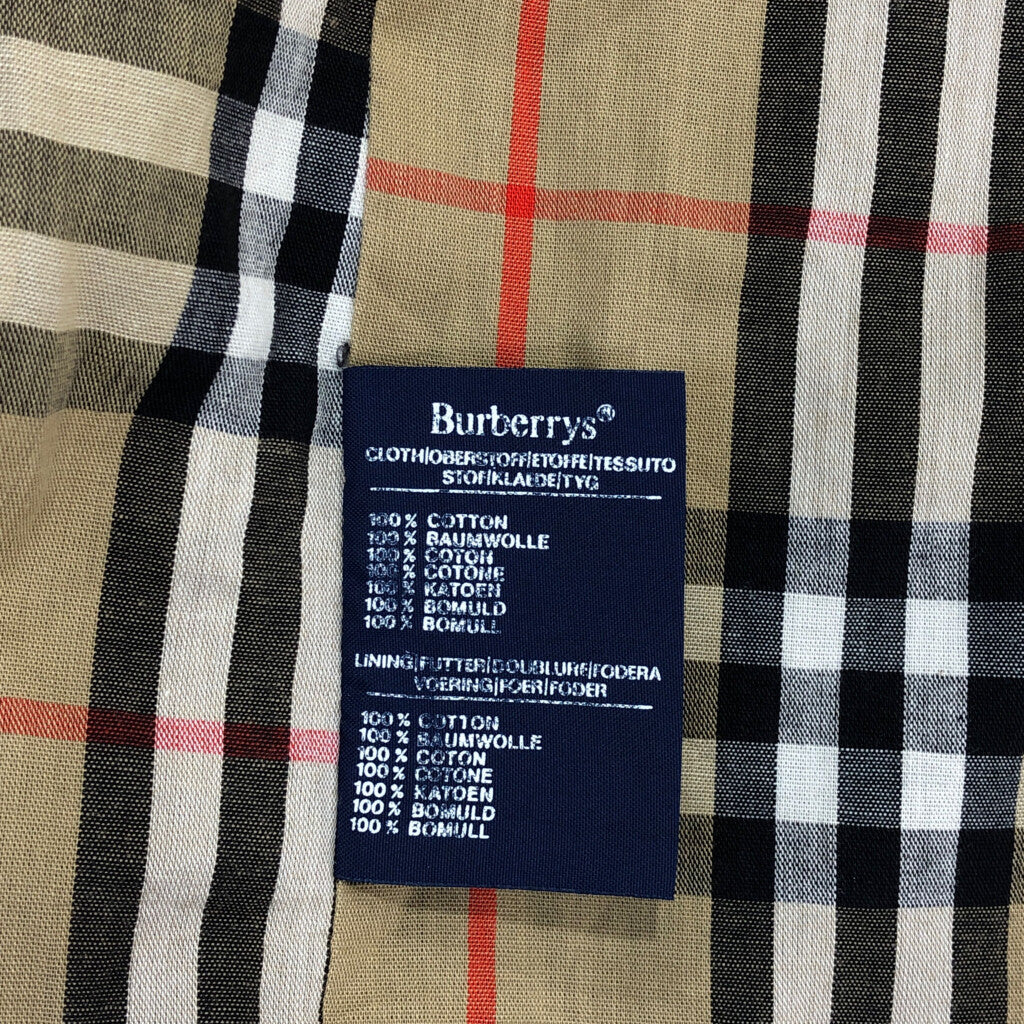 Burberrys®
CLOTH/OBERSTOFF/ETOFFE/TESSUTO
STOF/KLAEDE/TYG
100% COTTON
100% BAUMWOLLE
100% COTON
100% COTONE
100% KATOEN
100% BOMULD
100% BOMULL
LINING/FUTTER/DOUBLURE/FODERA
VOERING/FOER/FODER
100% COTTON
100% BAUMWOLLE
100% COTON
100% COTONE
100% KATOEN
100% BOMULD
100% BOMULL